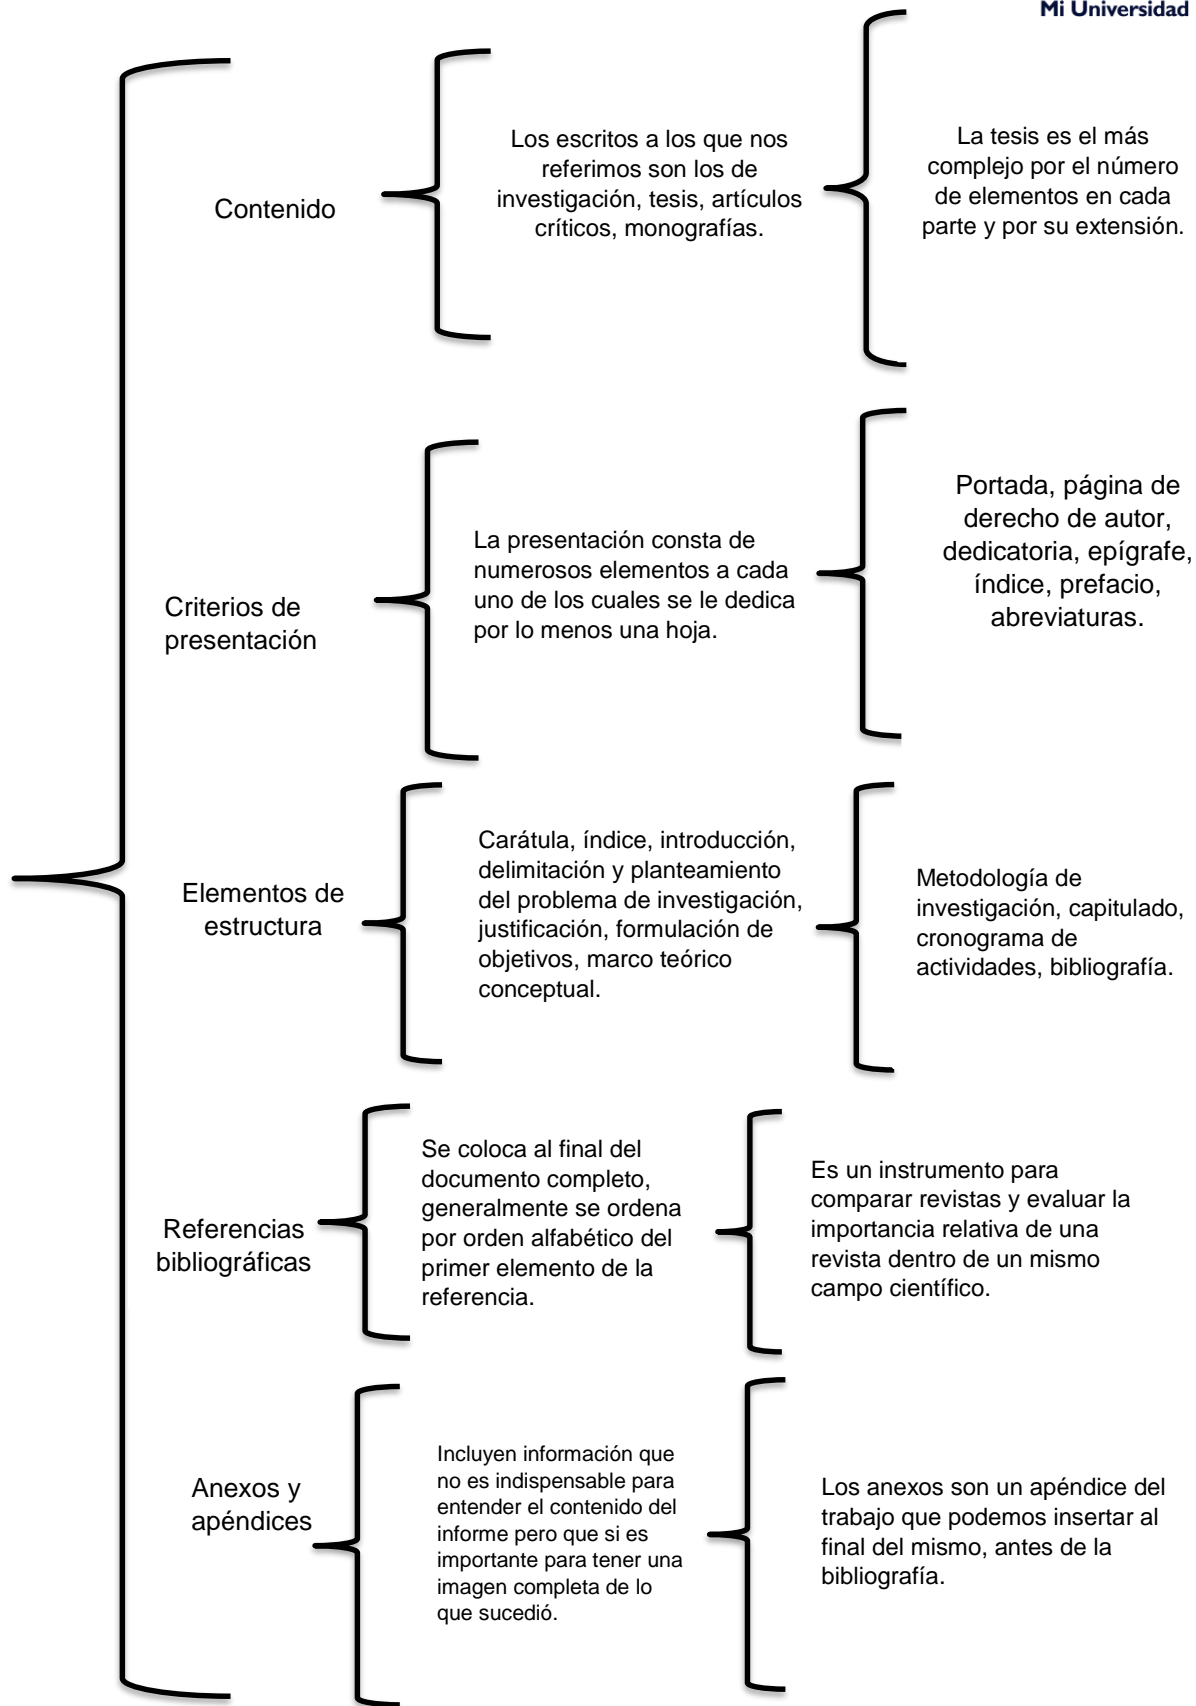 Mi Universidad
Contenido
Los escritos a los que nos
referimos son los de
investigación, tesis, artículos
críticos, monografías.
La tesis es el más
complejo por el número
de elementos en cada
parte y por su extensión.
Criterios de
presentación
La presentación consta de
numerosos elementos a cada
uno de los cuales se le dedica
por lo menos una hoja.
Portada, página de
derecho de autor,
dedicatoria, epígrafe,
índice, prefacio,
abreviaturas.
Elementos de
estructura
Carátula, índice, introducción,
delimitación y planteamiento
del problema de investigación,
justificación, formulación de
objetivos, marco teórico
conceptual.
Metodología de
investigación, capitulado,
cronograma de
actividades, bibliografía.
Referencias
bibliográficas
Se coloca al final del
documento completo,
generalmente se ordena
por orden alfabético del
primer elemento de la
referencia.
Es un instrumento para
comparar revistas y evaluar la
importancia relativa de una
revista dentro de un mismo
campo científico.
Anexos y
apéndices
Incluyen información que
no es indispensable para
entender el contenido del
informe pero que si es
importante para tener una
imagen completa de lo
que sucedió.
Los anexos son un apéndice del
trabajo que podemos insertar al
final del mismo, antes de la
bibliografía.